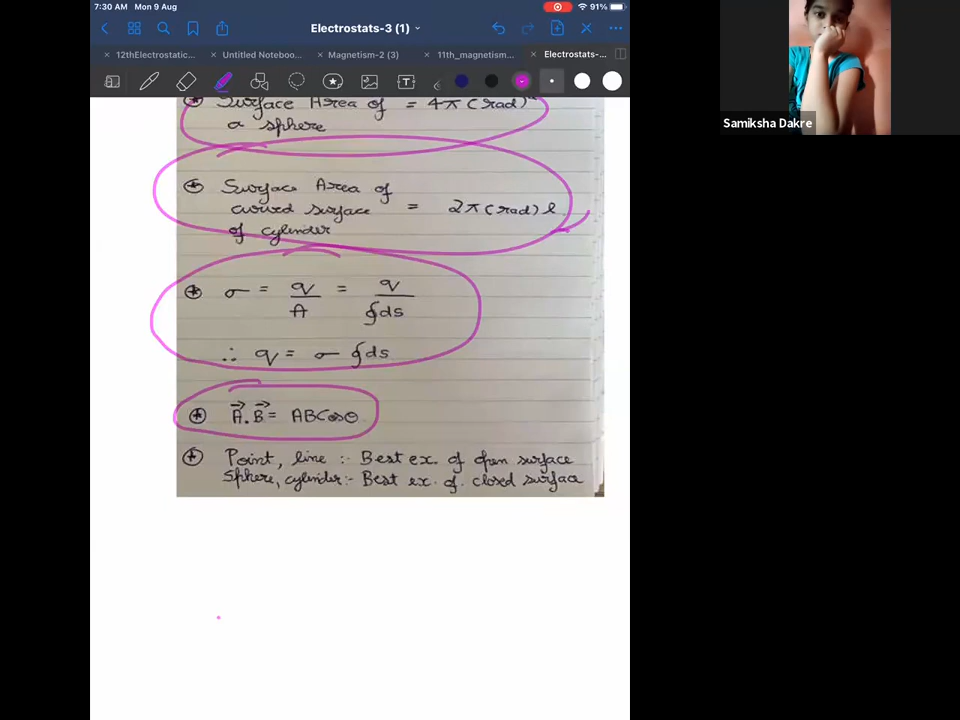 7:30 AM Mon 9 Aug
91%
Electrostats-3 (1)
12thElectrostatic...
Untitled Noteboo...
Magnetism-2 (3)
11th_magnetism...
Electrostats-...
Samiksha Dakre
Surface Area of = 4π(rad)²
a sphere
Surface Area of
curved surface = 2π(rad)l
of cylinder
σ = q/A = q/∮ds
∴ q = σ ∮ds
A⃗.B⃗ = ABCosθ
Point, line :- Best ex. of open surface
Sphere, cylinder:- Best ex. of closed surface